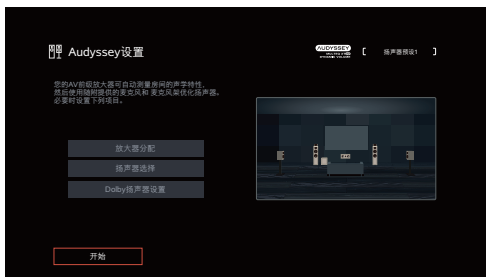 Audyssey设置
AUDYSSEY
[ 扬声器预设1 ]
您的AV前级放大器可自动测量房间的声学特性，
然后使用随附提供的麦克风和 麦克风架优化扬声器。
必要时设置下列项目。
放大器分配
扬声器选择
Dolby扬声器设置
开始